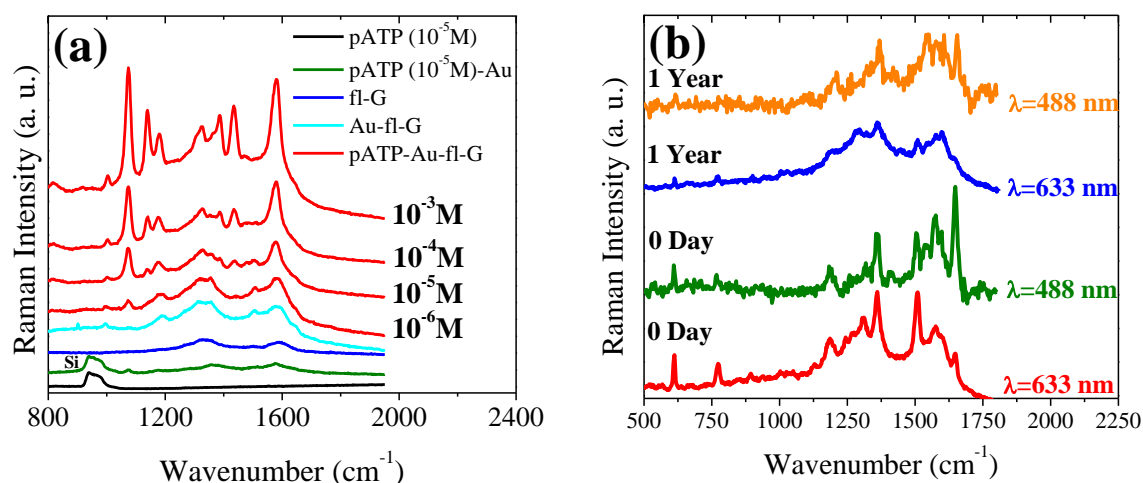 (a)
pATP (10⁻⁵M)
pATP (10⁻⁵M)-Au
fl-G
Au-fl-G
pATP-Au-fl-G
10⁻³M
10⁻⁴M
10⁻⁵M
10⁻⁶M
Si
Raman Intensity (a. u.)
800 1200 1600 2000 2400
Wavenumber (cm⁻¹)
(b)
1 Year
λ=488 nm
1 Year
λ=633 nm
0 Day
λ=488 nm
0 Day
λ=633 nm
Raman Intensity (a. u.)
500 750 1000 1250 1500 1750 2000 2250
Wavenumber (cm⁻¹)